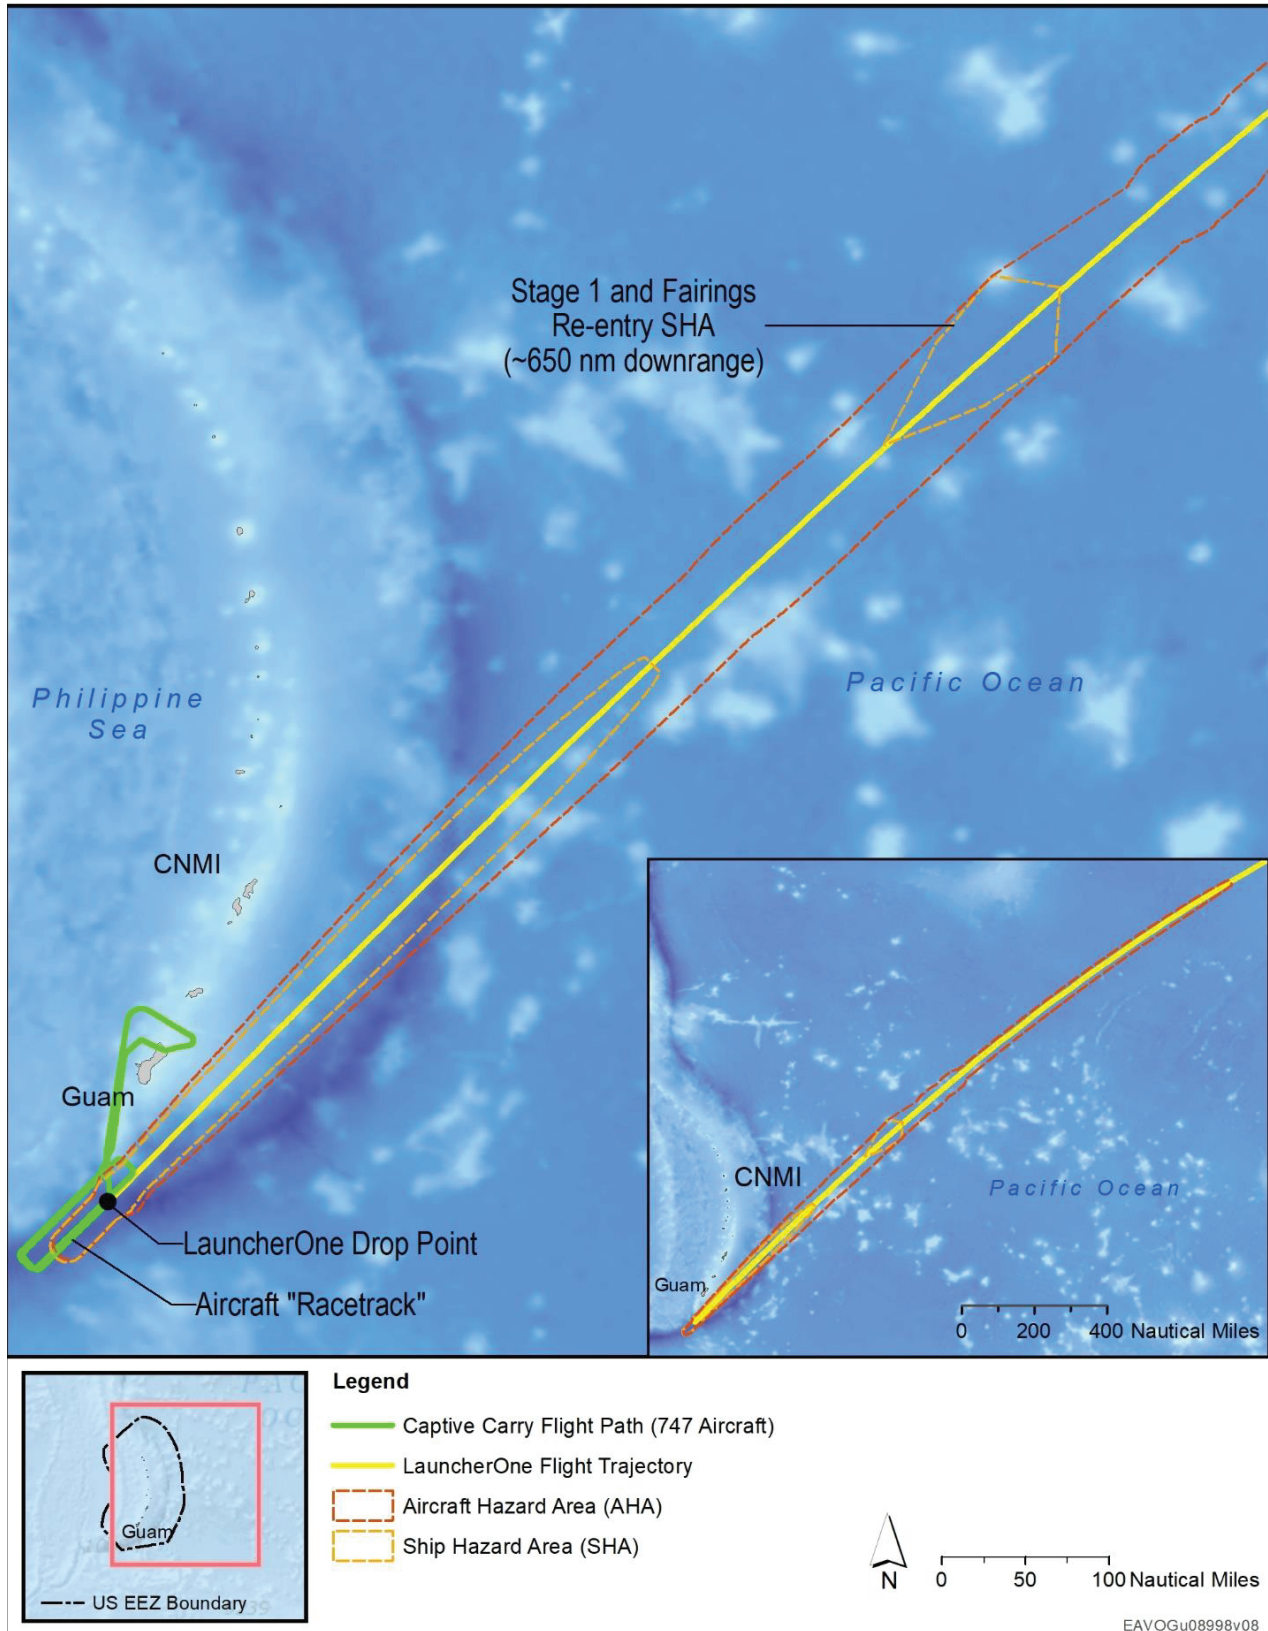 Stage 1 and Fairings
Re-entry SHA
(~650 nm downrange)
Philippine
Sea
Pacific Ocean
CNMI
Guam
LauncherOne Drop Point
Aircraft "Racetrack"
CNMI
Pacific Ocean
Guam
0 200 400 Nautical Miles
Guam
US EEZ Boundary
Legend
Captive Carry Flight Path (747 Aircraft)
LauncherOne Flight Trajectory
Aircraft Hazard Area (AHA)
Ship Hazard Area (SHA)
N
0 50 100 Nautical Miles
EAVOGu08998v08